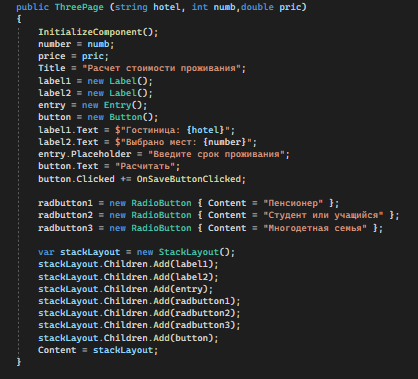 public ThreePage (string hotel, int numb,double pric)
{
InitializeComponent();
number = numb;
price = pric;
Title = "Расчет стоимости проживания";
label1 = new Label();
label2 = new Label();
entry = new Entry();
button = new Button();
label1.Text = $"Гостиница: {hotel}";
label2.Text = $"Выбрано мест: {number}";
entry.Placeholder = "Введите срок проживания";
button.Text = "Расчитать";
button.Clicked += OnSaveButtonClicked;
radbutton1 = new RadioButton { Content = "Пенсионер" };
radbutton2 = new RadioButton { Content = "Студент или учащийся" };
radbutton3 = new RadioButton { Content = "Многодетная семья" };
var stackLayout = new StackLayout();
stackLayout.Children.Add(label1);
stackLayout.Children.Add(label2);
stackLayout.Children.Add(entry);
stackLayout.Children.Add(radbutton1);
stackLayout.Children.Add(radbutton2);
stackLayout.Children.Add(radbutton3);
stackLayout.Children.Add(button);
Content = stackLayout;
}